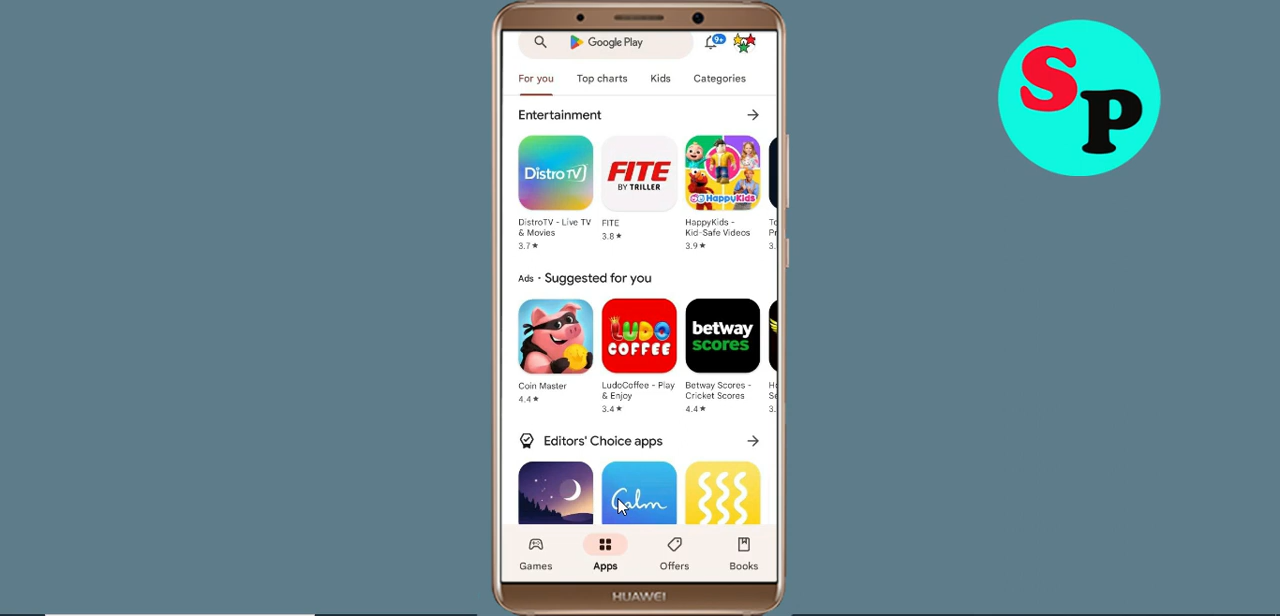 SP
Google Play
9+
For you
Top charts
Kids
Categories
Entertainment
DistroTV
FITE
BY TRILLER
HappyKids
DistroTV - Live TV
& Movies
3.7★
FITE
3.8★
HappyKids -
Kid-Safe Videos
3.9★
Ads · Suggested for you
LUDO
COFFEE
betway
scores
Coin Master
4.4★
LudoCoffee - Play
& Enjoy
3.4★
Betway Scores -
Cricket Scores
4.4★
Editors' Choice apps
Calm
Games
Apps
Offers
Books
HUAWEI